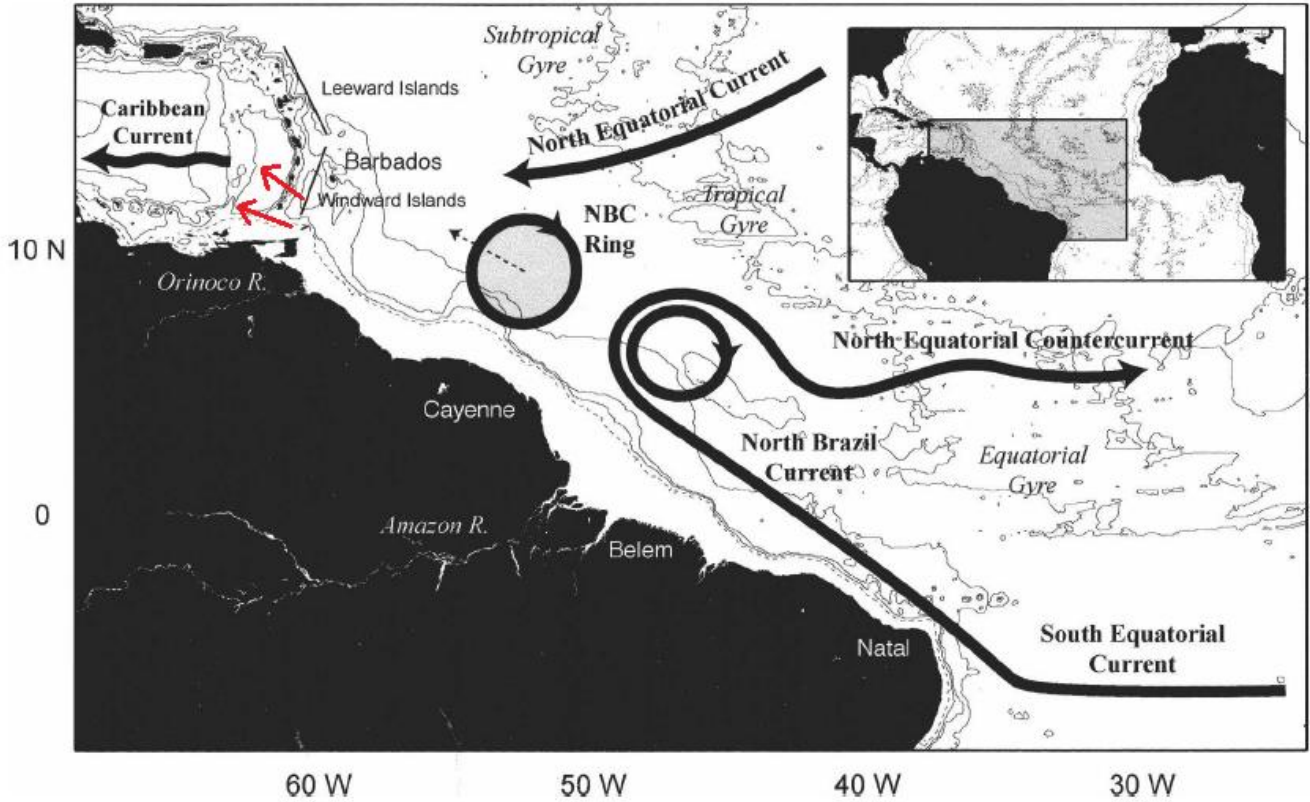 Subtropical
Gyre
Leeward Islands
Caribbean
Current
North Equatorial Current
Barbados
Windward Islands
Tropical
Gyre
NBC
Ring
10 N
Orinoco R.
North Equatorial Countercurrent
Cayenne
North Brazil
Current
Equatorial
Gyre
0
Amazon R.
Belem
Natal
South Equatorial
Current
60 W
50 W
40 W
30 W